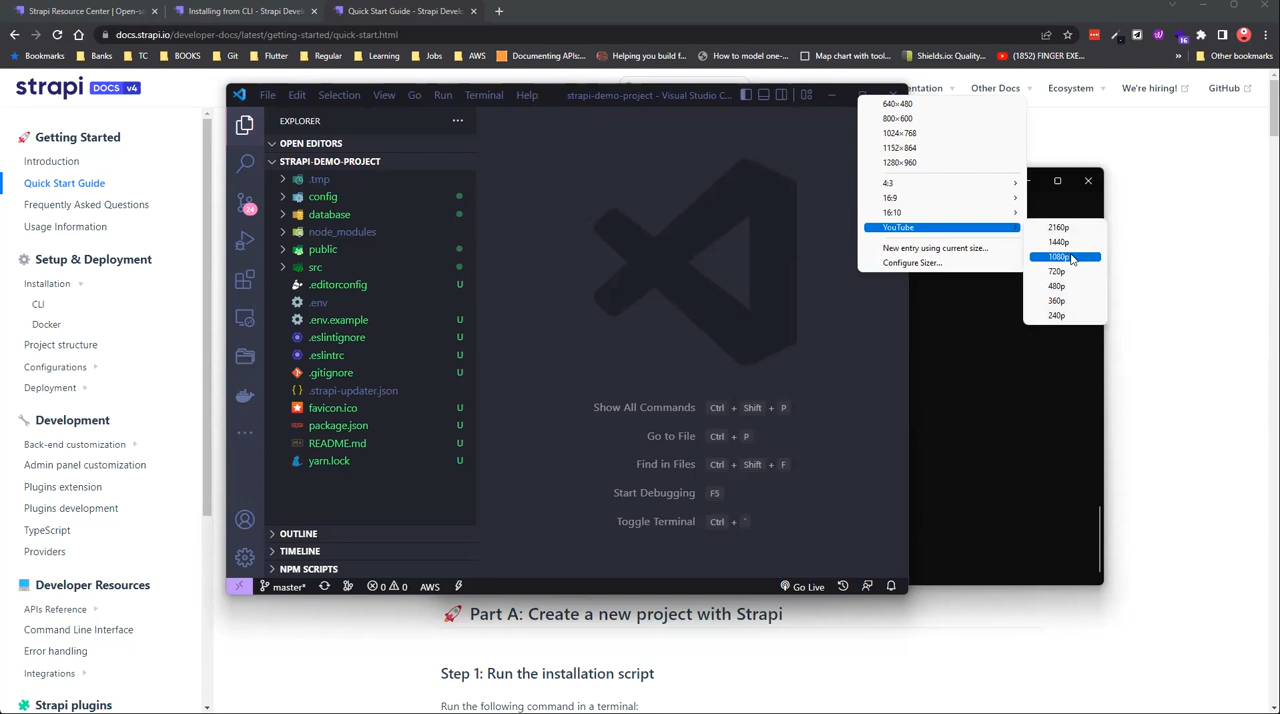 Strapi Resource Center | Open-so
Installing from CLI - Strapi Devel
Quick Start Guide - Strapi Develo
docs.strapi.io/developer-docs/latest/getting-started/quick-start.html
Bookmarks
Banks
TC
BOOKS
Git
Flutter
Regular
Learning
Jobs
AWS
Documenting APIs:...
Helping you build f...
How to model one-...
Map chart with tool...
Shields.io: Quality...
(1852) FINGER EXE...
Other bookmarks
strapi DOCS v4
entation
Other Docs
Ecosystem
We're hiring!
GitHub
Getting Started
Introduction
Quick Start Guide
Frequently Asked Questions
Usage Information
Setup & Deployment
Installation
CLI
Docker
Project structure
Configurations
Deployment
Development
Back-end customization
Admin panel customization
Plugins extension
Plugins development
TypeScript
Providers
Developer Resources
APIs Reference
Command Line Interface
Error handling
Integrations
Strapi plugins
File Edit Selection View Go Run Terminal Help
strapi-demo-project - Visual Studio C...
EXPLORER
OPEN EDITORS
STRAPI-DEMO-PROJECT
.tmp
config
database
node_modules
public
src
.editorconfig U
.env
.env.example U
.eslintignore U
.eslintrc U
.gitignore U
.strapi-updater.json
favicon.ico U
package.json U
README.md U
yarn.lock U
OUTLINE
TIMELINE
NPM SCRIPTS
24
Show All Commands Ctrl + Shift + P
Go to File Ctrl + P
Find in Files Ctrl + Shift + F
Start Debugging F5
Toggle Terminal Ctrl + `
master*
0 0
AWS
Go Live
640×480
800×600
1024×768
1152×864
1280×960
4:3
16:9
16:10
YouTube
New entry using current size...
Configure Sizer...
2160p
1440p
1080p
720p
480p
360p
240p
Part A: Create a new project with Strapi
Step 1: Run the installation script
Run the following command in a terminal: